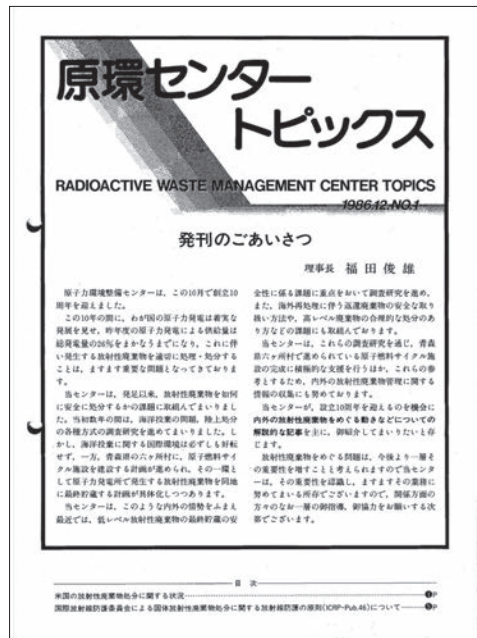 原環センター
トピックス
RADIOACTIVE WASTE MANAGEMENT CENTER TOPICS
1986.12.NO.1
発刊のごあいさつ
理事長 福田俊雄
原子力環境整備センターは、この10月で創立10
周年を迎えました。
この10年の間に、わが国の原子力発電は着実な
発展を見せ、昨年度の原子力発電による供給量は
総発電量の26%をまかなうまでになり、これに伴
い発生する放射性廃棄物を適切に処理・処分する
ことは、ますます重要な問題となってきておりま
す。
当センターは、発足以来、放射性廃棄物を如何
に安全に処分するかの課題に取組んでまいりまし
た。当初数年の間は、海洋投棄の問題、陸上処分
の各種方式の調査研究を進めてまいりました。し
かし、海洋投棄に関する国際環境は必ずしも好転
せず、一方、青森県の六ヶ所村に、原子燃料サイ
クル施設を建設する計画が進められ、その一環と
して原子力発電所で発生する放射性廃棄物を同地
に最終貯蔵する計画が具体化しつつあります。
当センターは、このような内外の情勢をふまえ
最近では、低レベル放射性廃棄物の最終貯蔵の安
全性に係る課題に重点をおいて調査研究を進め、
また、海外再処理に伴う返還廃棄物の安全な取り
扱い方法や、高レベル廃棄物の合理的な処分のあ
り方などの課題にも取組んでおります。
当センターは、これらの調査研究を通じ、青森
県六ヶ所村で進められている原子燃料サイクル施
設の完成に積極的な支援を行うほか、これらの参
考とするため、内外の放射性廃棄物管理に関する
情報の収集にも努めております。
当センターが、設立10周年を迎えるのを機会に
内外の放射性廃棄物をめぐる動きなどについての
解説的な記事を主に、御紹介してまいりたいと存
じます。
放射性廃棄物をめぐる問題は、今後より一層そ
の重要性を増すことと考えられますので当センタ
ーは、その重要性を認識し、ますますその業務に
努めてまいる所存でございますので、関係方面の
方々のなお一層の御指導、御協力をお願いする次
第でございます。
目 次
米国の放射性廃棄物処分に関する状況 ❶P
国際放射線防護委員会による固体放射性廃棄物処分に関する放射線防護の原則(ICRP-Pub.46)について ❺P